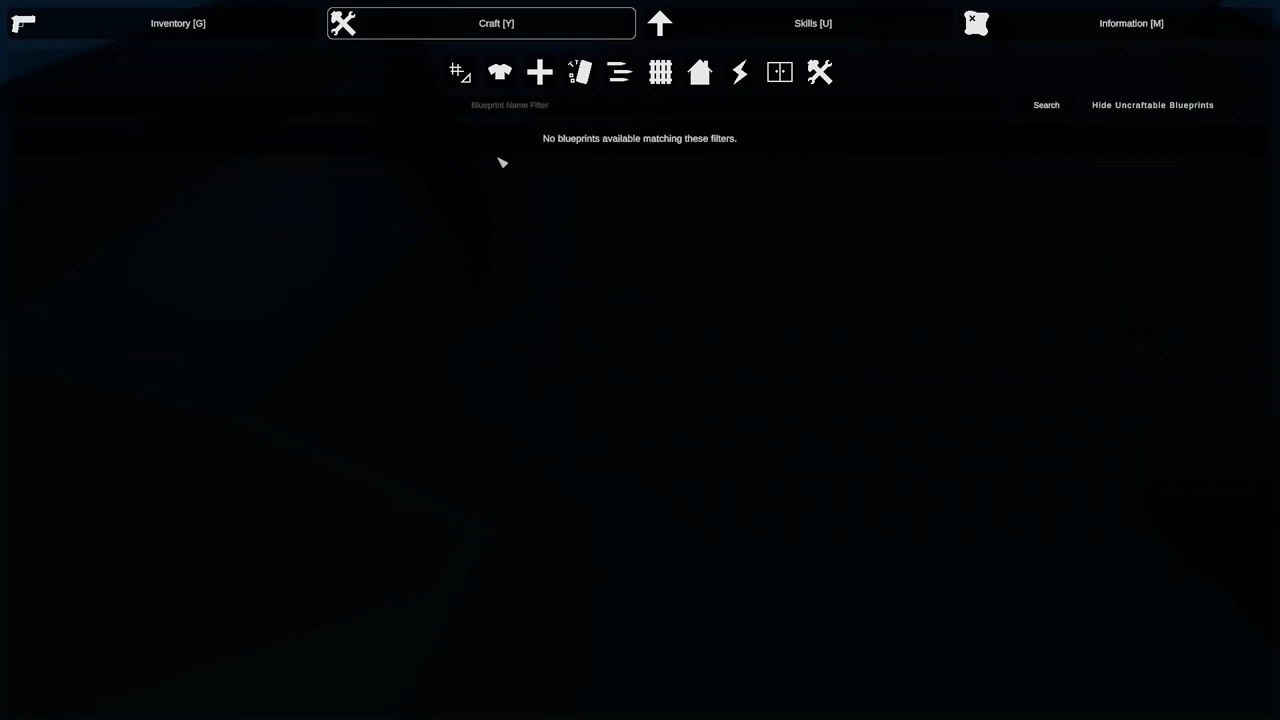 Inventory [G]
Craft [Y]
Skills [U]
Information [M]
Blueprint Name Filter
Search
Hide Uncraftable Blueprints
No blueprints available matching these filters.